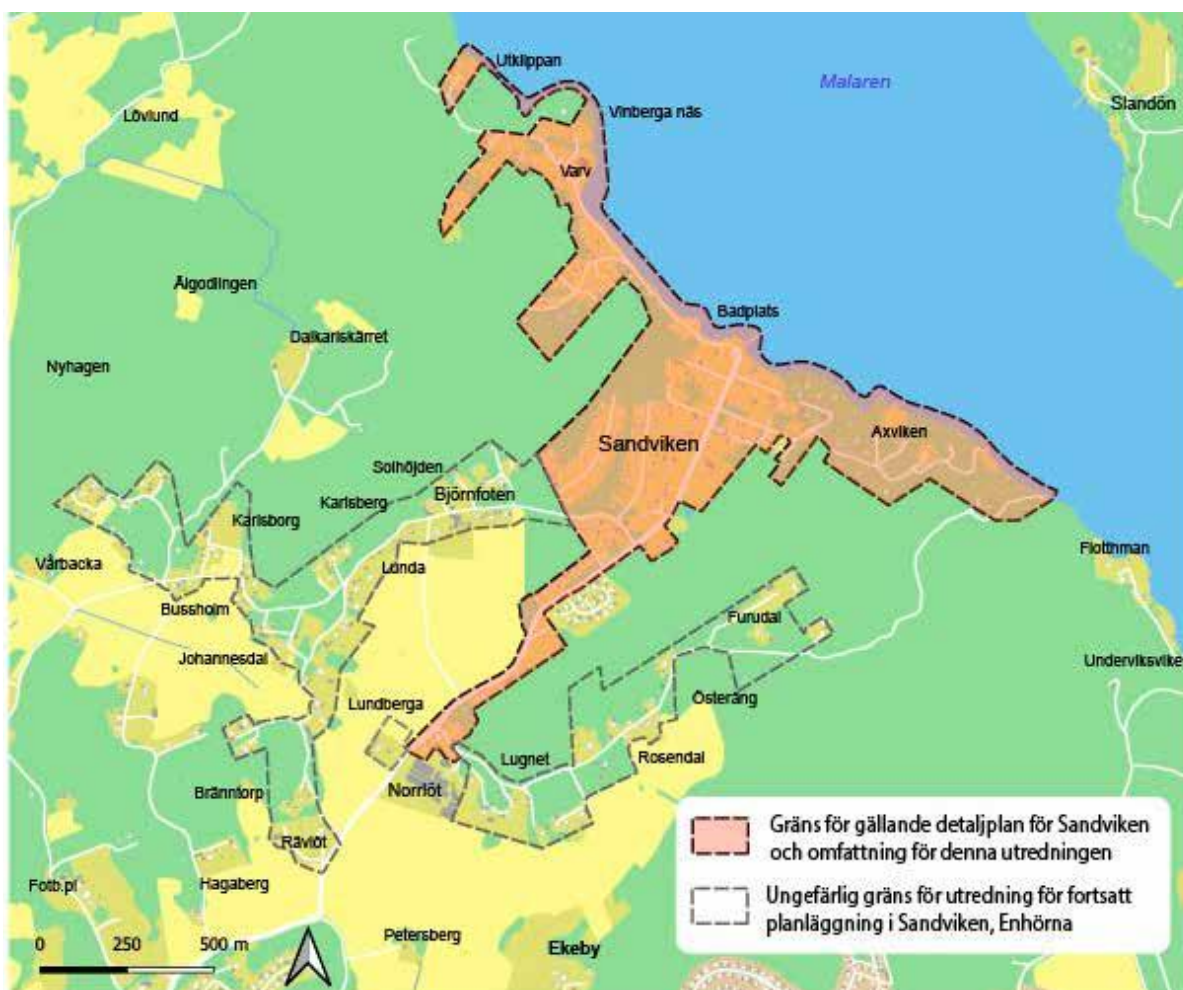 Utklippan
Malaren
Slandön
Vinberga näs
Lövlund
Varv
Älgodlingen
Badplats
Dalkarlskärret
Nyhagen
Axviken
Sandviken
Solhöjden
Björnfoten
Karlsberg
Karlsborg
Flottnman
Vårbacka
Londa
Bussholm
Furudal
Johannesdal
Underviksvike
Österäng
Lundberga
Lugnet
Rosendal
Norrlöt
Bränntorp
Rävlöt
Gräns för gällande detaljplan för Sandviken
och omfattning för denna utredningen
Fotb.pl
Hagaberg
Ungefärlig gräns för utredning för fortsatt
planläggning i Sandviken, Enhörna
0 250 500 m
Petersberg
Ekeby